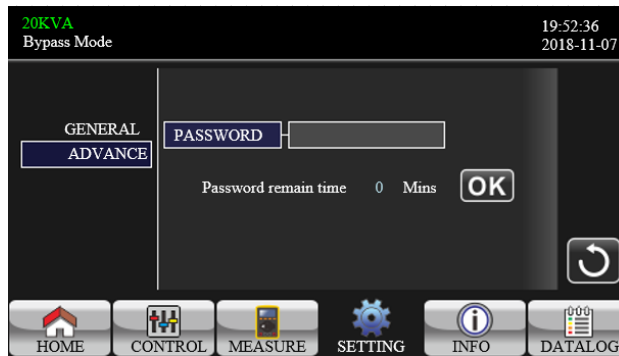 20KVA
Bypass Mode
19:52:36
2018-11-07
GENERAL
ADVANCE
PASSWORD
Password remain time 0 Mins OK
HOME CONTROL MEASURE SETTING INFO DATALOG